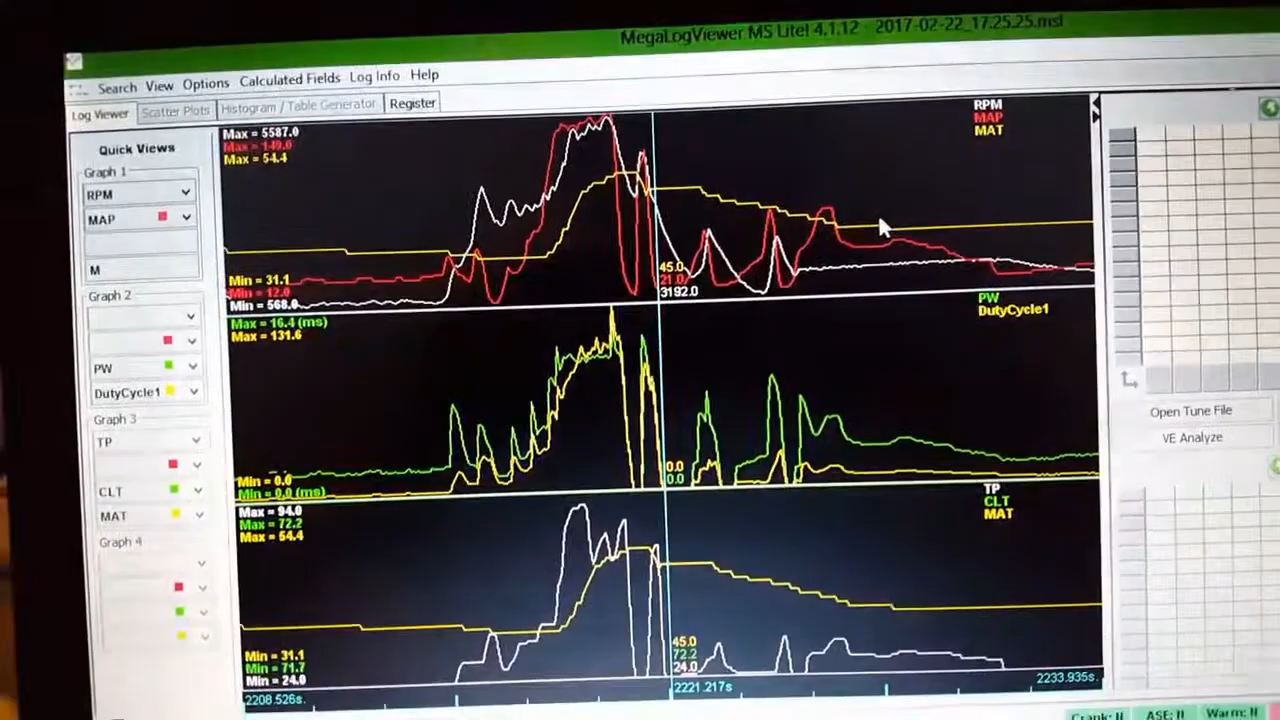 MegaLogViewer MS Lite! 4.1.12 - 2017-02-22_17.25.25.msl
Search View Options Calculated Fields Log Info Help
Log Viewer Scatter Plots Histogram / Table Generator Register
Quick Views
Graph 1
RPM
MAP
M
Graph 2
PW
DutyCycle1
Graph 3
TP
CLT
MAT
Graph 4
Max = 5587.0
Max = 149.0
Max = 54.4
RPM
MAP
MAT
Min = 31.1
Min = 12.0
Min = 568.0
45.0
21.0
3192.0
Max = 16.4 (ms)
Max = 131.6
PW
DutyCycle1
Min = 0.0
Min = 0.0 (ms)
0.0
0.0
Max = 94.0
Max = 72.2
Max = 54.4
TP
CLT
MAT
Min = 31.1
Min = 71.7
Min = 24.0
45.0
72.2
24.0
2208.526s.
2221.217s
2233.935s.
Open Tune File
VE Analyze
Crank: N ASE: N Warm: N